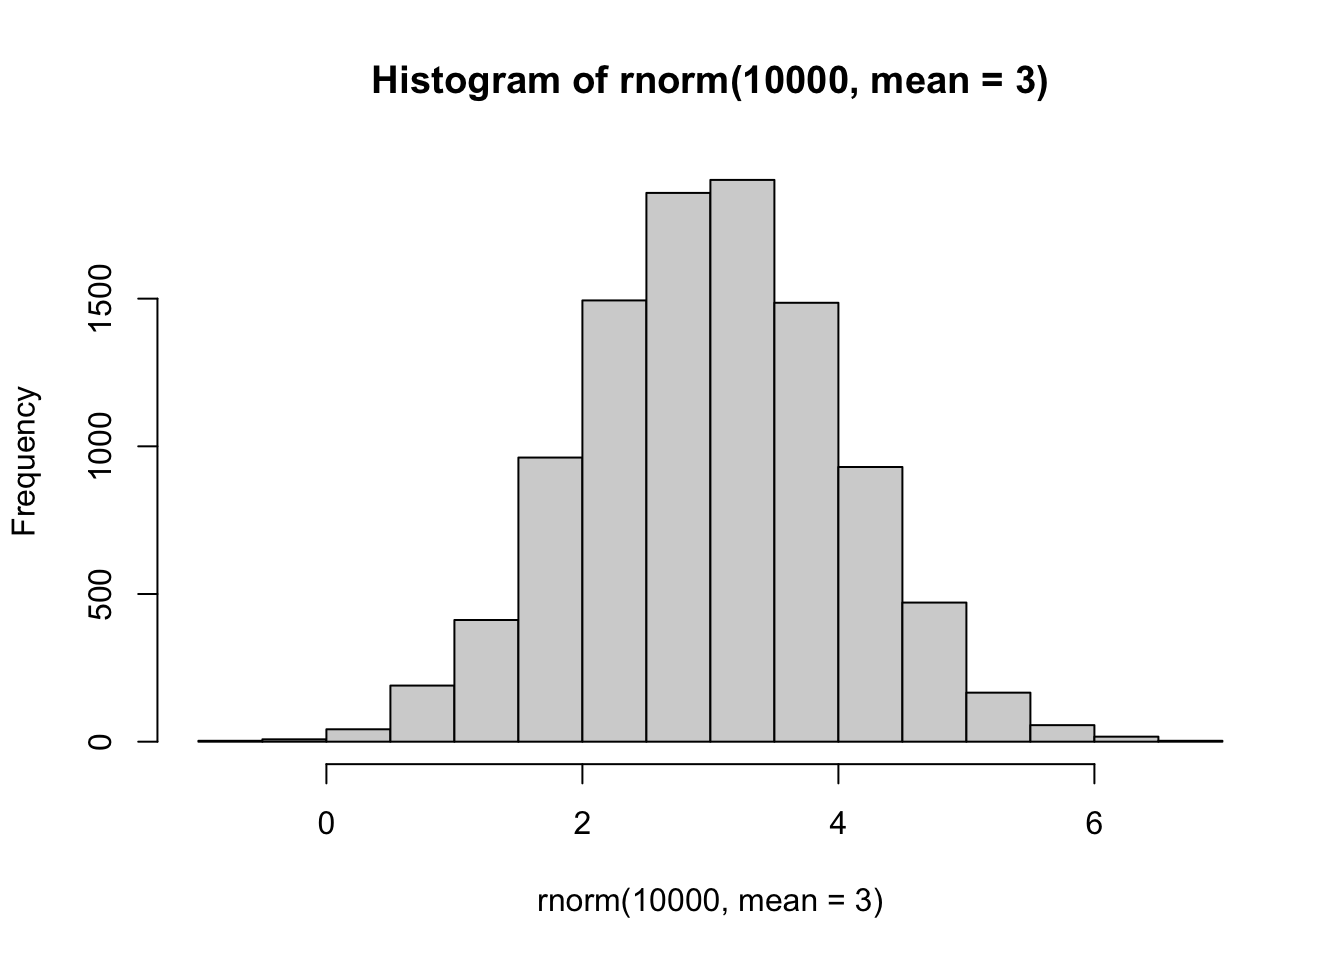 Histogram of rnorm(10000, mean = 3)
Frequency
1500
1000
500
0
0 2 4 6
rnorm(10000, mean = 3)